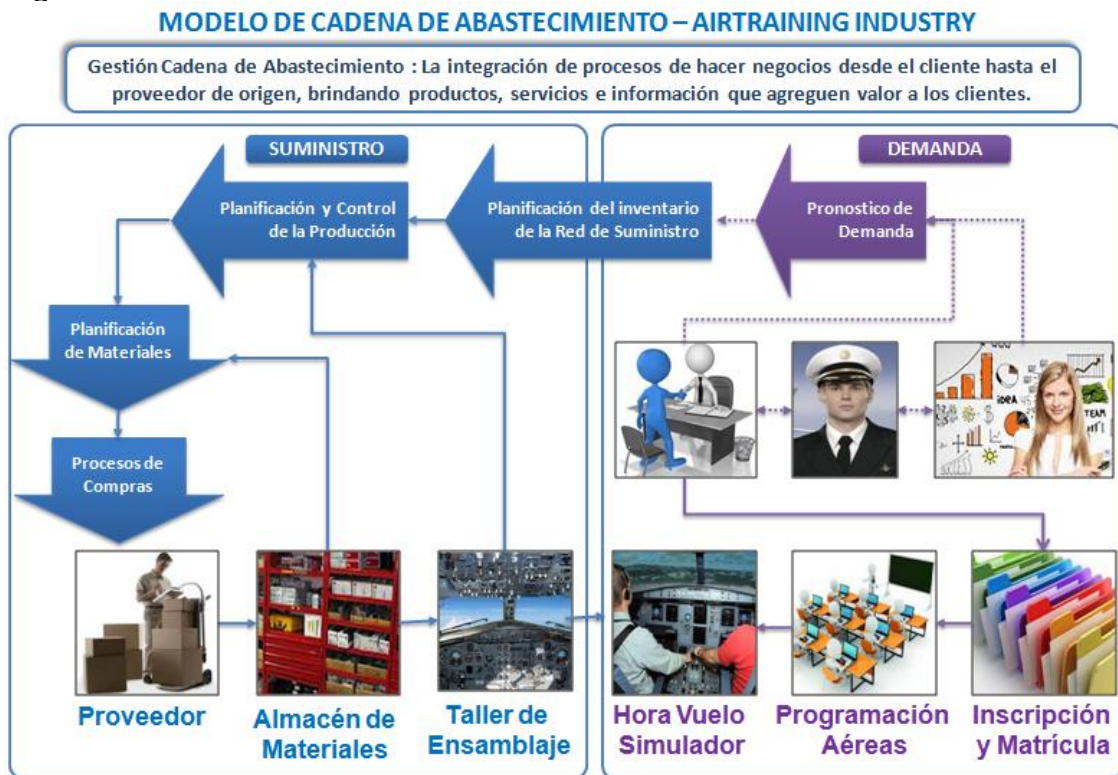 MODELO DE CADENA DE ABASTECIMIENTO – AIRTRAINING INDUSTRY
Gestión Cadena de Abastecimiento : La integración de procesos de hacer negocios desde el cliente hasta el
proveedor de origen, brindando productos, servicios e información que agreguen valor a los clientes.
SUMINISTRO
DEMANDA
Planificación y Control
de la Producción
Planificación del inventario
de la Red de Suministro
Pronostico de
Demanda
Planificación
de Materiales
Procesos de
Compras
IDEA
TEAM
Proveedor
Almacén de
Materiales
Taller de
Ensamblaje
Hora Vuelo
Simulador
Programación
Aéreas
Inscripción
y Matrícula